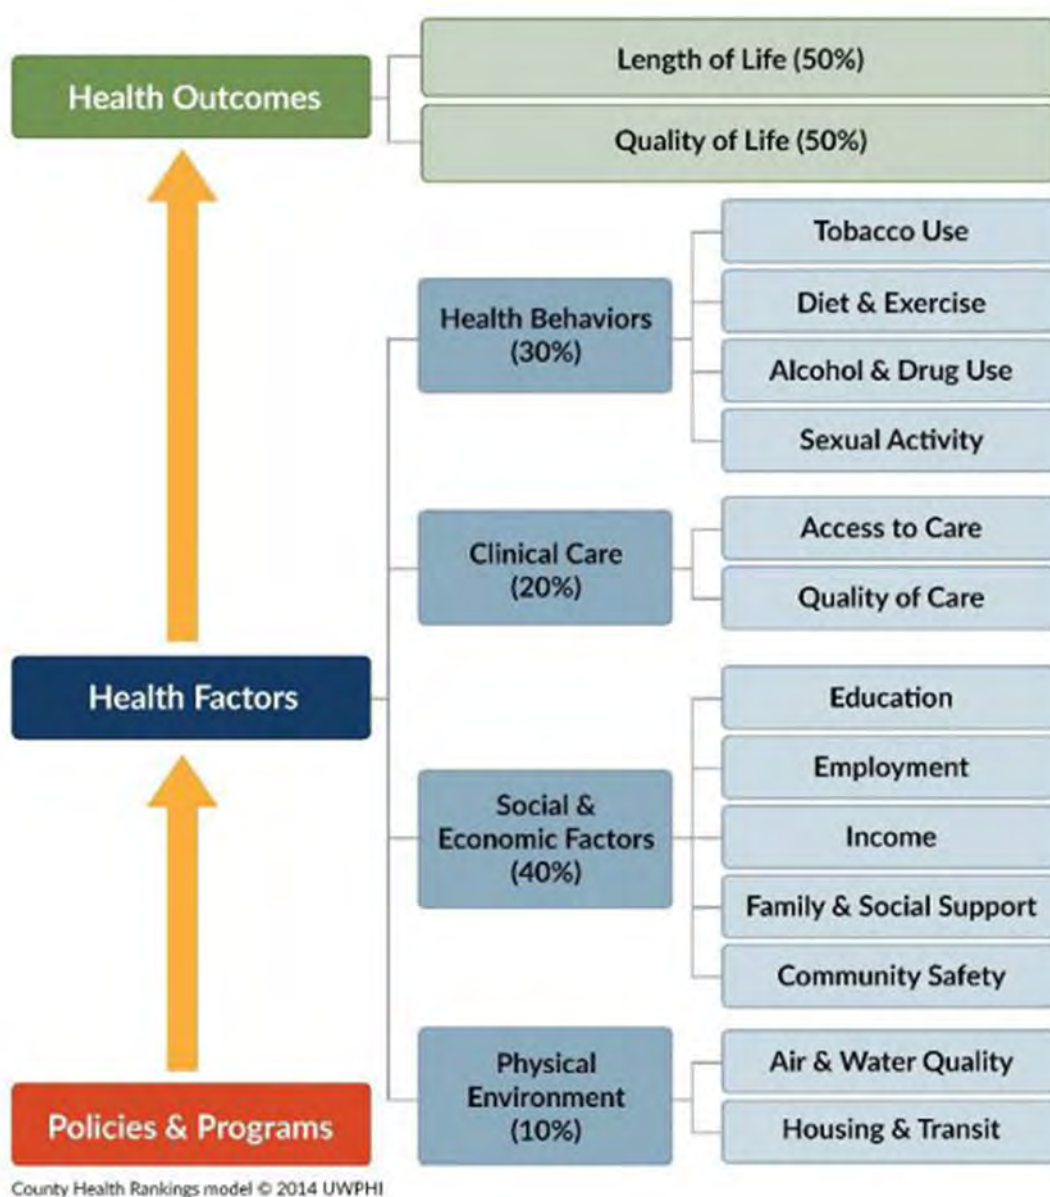 Health Outcomes
Length of Life (50%)
Quality of Life (50%)
Health Factors
Health Behaviors
(30%)
Tobacco Use
Diet & Exercise
Alcohol & Drug Use
Sexual Activity
Clinical Care
(20%)
Access to Care
Quality of Care
Social &
Economic Factors
(40%)
Education
Employment
Income
Family & Social Support
Community Safety
Physical
Environment
(10%)
Air & Water Quality
Housing & Transit
Policies & Programs
County Health Rankings model © 2014 UWPHI